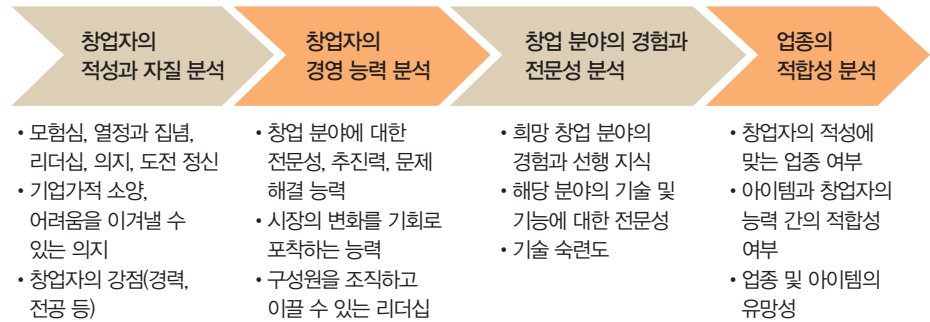 창업자의
적성과 자질 분석
창업자의
경영 능력 분석
창업 분야의 경험과
전문성 분석
업종의
적합성 분석
• 모험심, 열정과 집념,
리더십, 의지, 도전 정신
• 기업가적 소양,
어려움을 이겨낼 수
있는 의지
• 창업자의 강점(경력,
전공 등)
• 창업 분야에 대한
전문성, 추진력, 문제
해결 능력
• 시장의 변화를 기회로
포착하는 능력
• 구성원을 조직하고
이끌 수 있는 리더십
• 희망 창업 분야의
경험과 선행 지식
• 해당 분야의 기술 및
기능에 대한 전문성
• 기술 숙련도
• 창업자의 적성에
맞는 업종 여부
• 아이템과 창업자의
능력 간의 적합성
여부
• 업종 및 아이템의
유망성